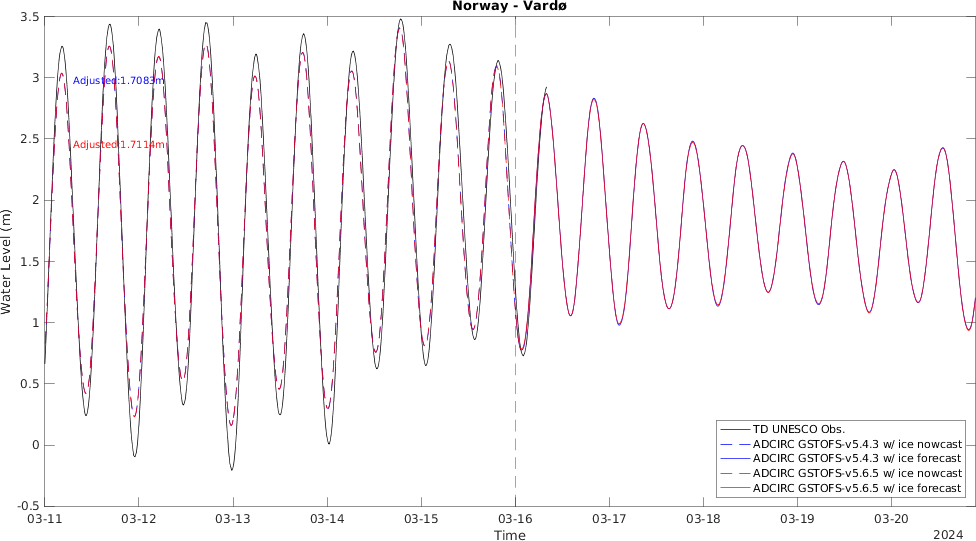 Norway - Vardø
3.5
3
2.5
2
1.5
1
0.5
0
-0.5
Water Level (m)
Adjusted:1.7083m
Adjusted:1.7114m
TD UNESCO Obs.
ADCIRC GSTOFS-v5.4.3 w/ ice nowcast
ADCIRC GSTOFS-v5.4.3 w/ ice forecast
ADCIRC GSTOFS-v5.6.5 w/ ice nowcast
ADCIRC GSTOFS-v5.6.5 w/ ice forecast
03-11 03-12 03-13 03-14 03-15 03-16 03-17 03-18 03-19 03-20
Time
2024